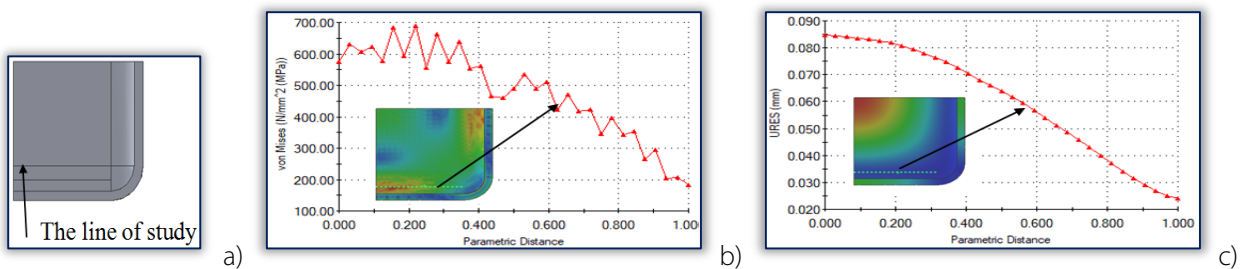 The line of study
a)
von Mises (N/mm^2 (MPa))
700.00
600.00
500.00
400.00
300.00
200.00
100.00
0.000 0.200 0.400 0.600 0.800 1.000
Parametric Distance
b)
URES (mm)
0.090
0.080
0.070
0.060
0.050
0.040
0.030
0.020
0.000 0.200 0.400 0.600 0.800 1.000
Parametric Distance
c)